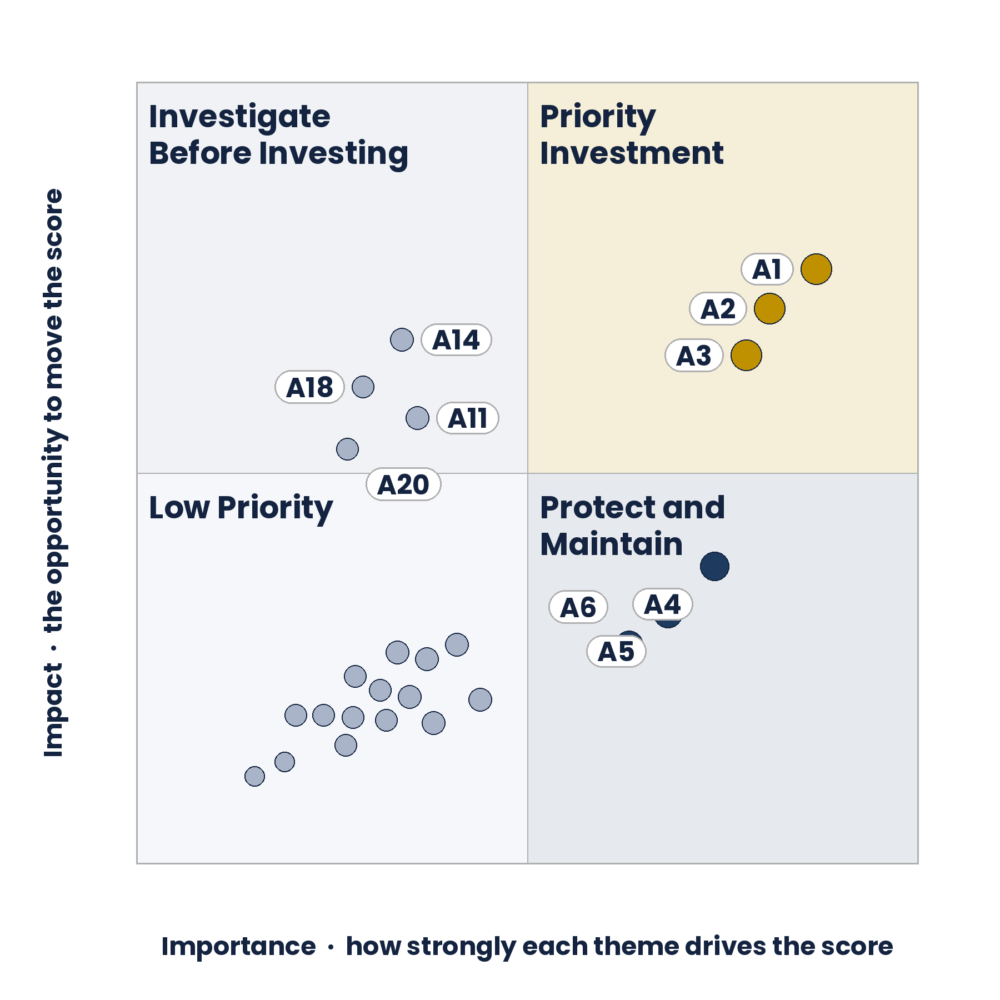 Investigate
Before Investing
Priority
Investment
A1
A2
A3
A14
A18
A11
A20
Low Priority
Protect and
Maintain
A6
A4
A5
Impact · the opportunity to move the score
Importance · how strongly each theme drives the score